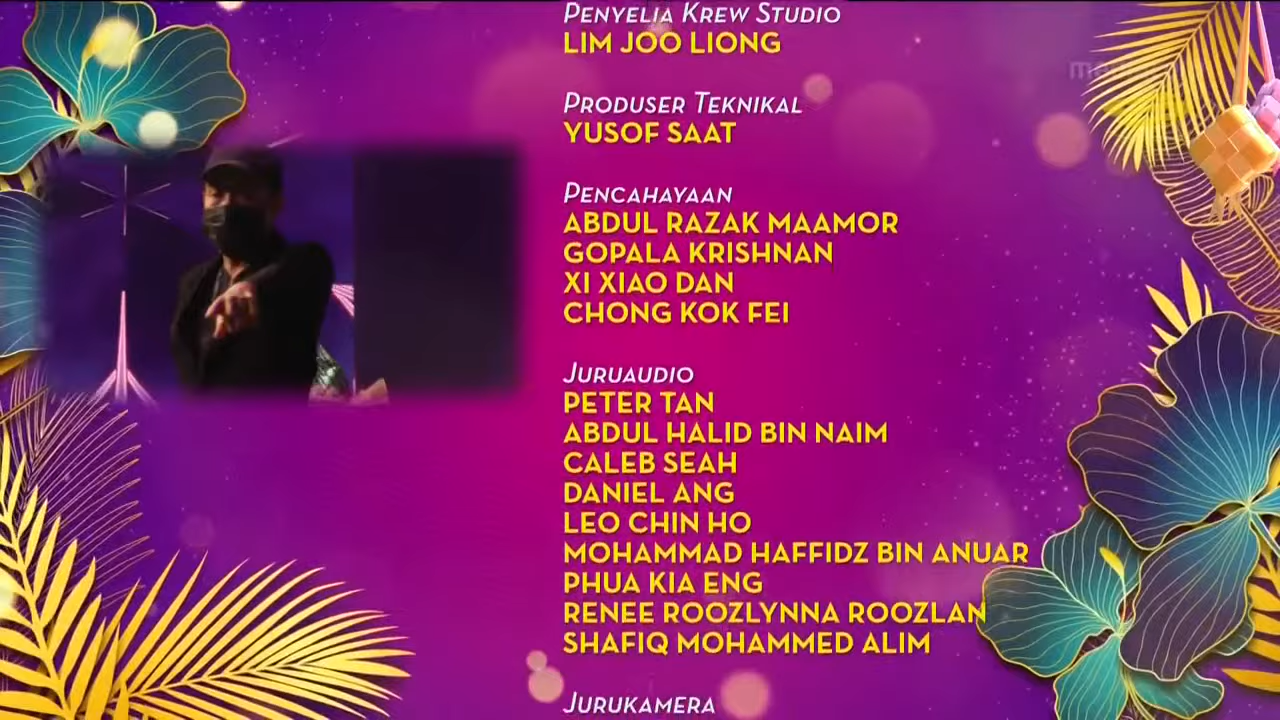 Penyelia Krew Studio
LIM JOO LIONG
Produser Teknikal
YUSOF SAAT
Pencahayaan
ABDUL RAZAK MAAMOR
GOPALA KRISHNAN
XI XIAO DAN
CHONG KOK FEI
Juruaudio
PETER TAN
ABDUL HALID BIN NAIM
CALEB SEAH
DANIEL ANG
LEO CHIN HO
MOHAMMAD HAFFIDZ BIN ANUAR
PHUA KIA ENG
RENEE ROOZLYNNA ROOZLAN
SHAFIQ MOHAMMED ALIM
Jurukamera